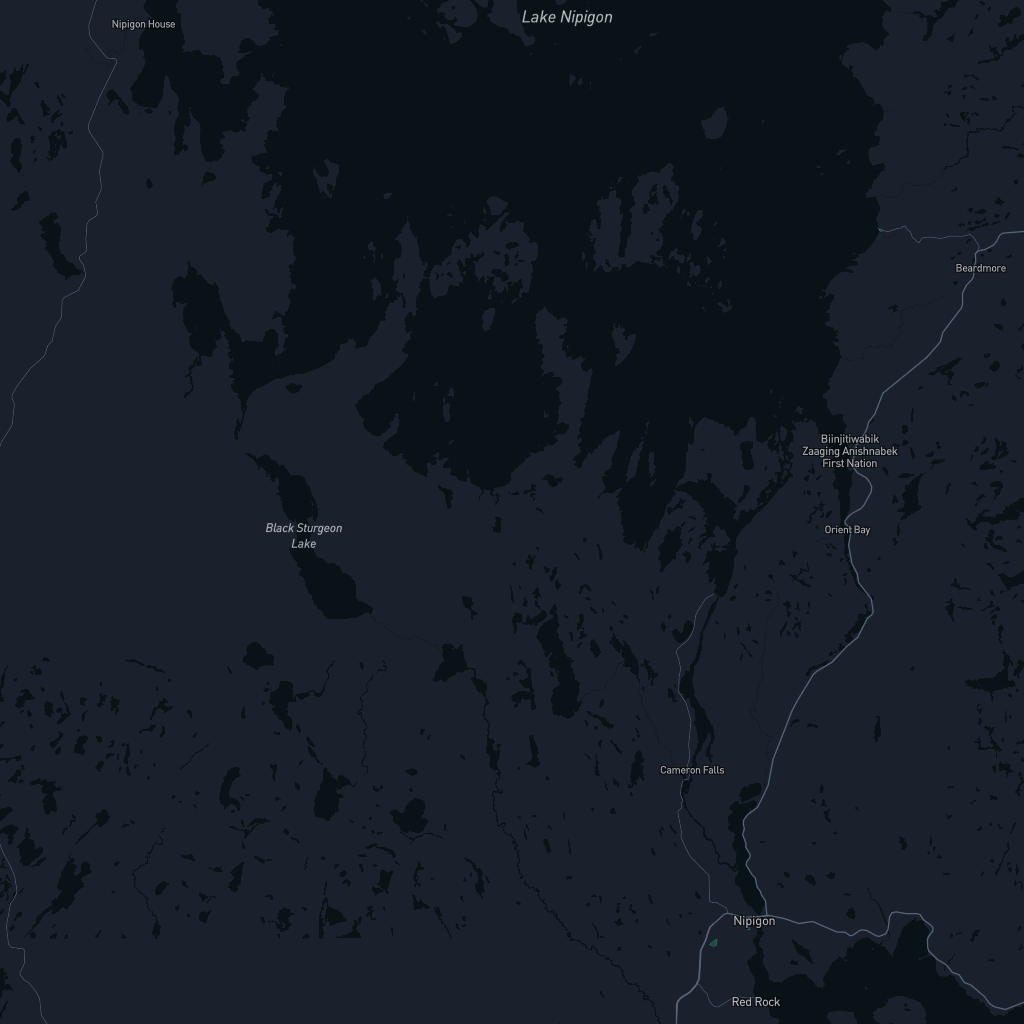 Lake Nipigon
Nipigon House
Beardmore
Biinjitiwabik
Zaaging Anishnabek
First Nation
Orient Bay
Black Sturgeon
Lake
Cameron Falls
Nipigon
Red Rock